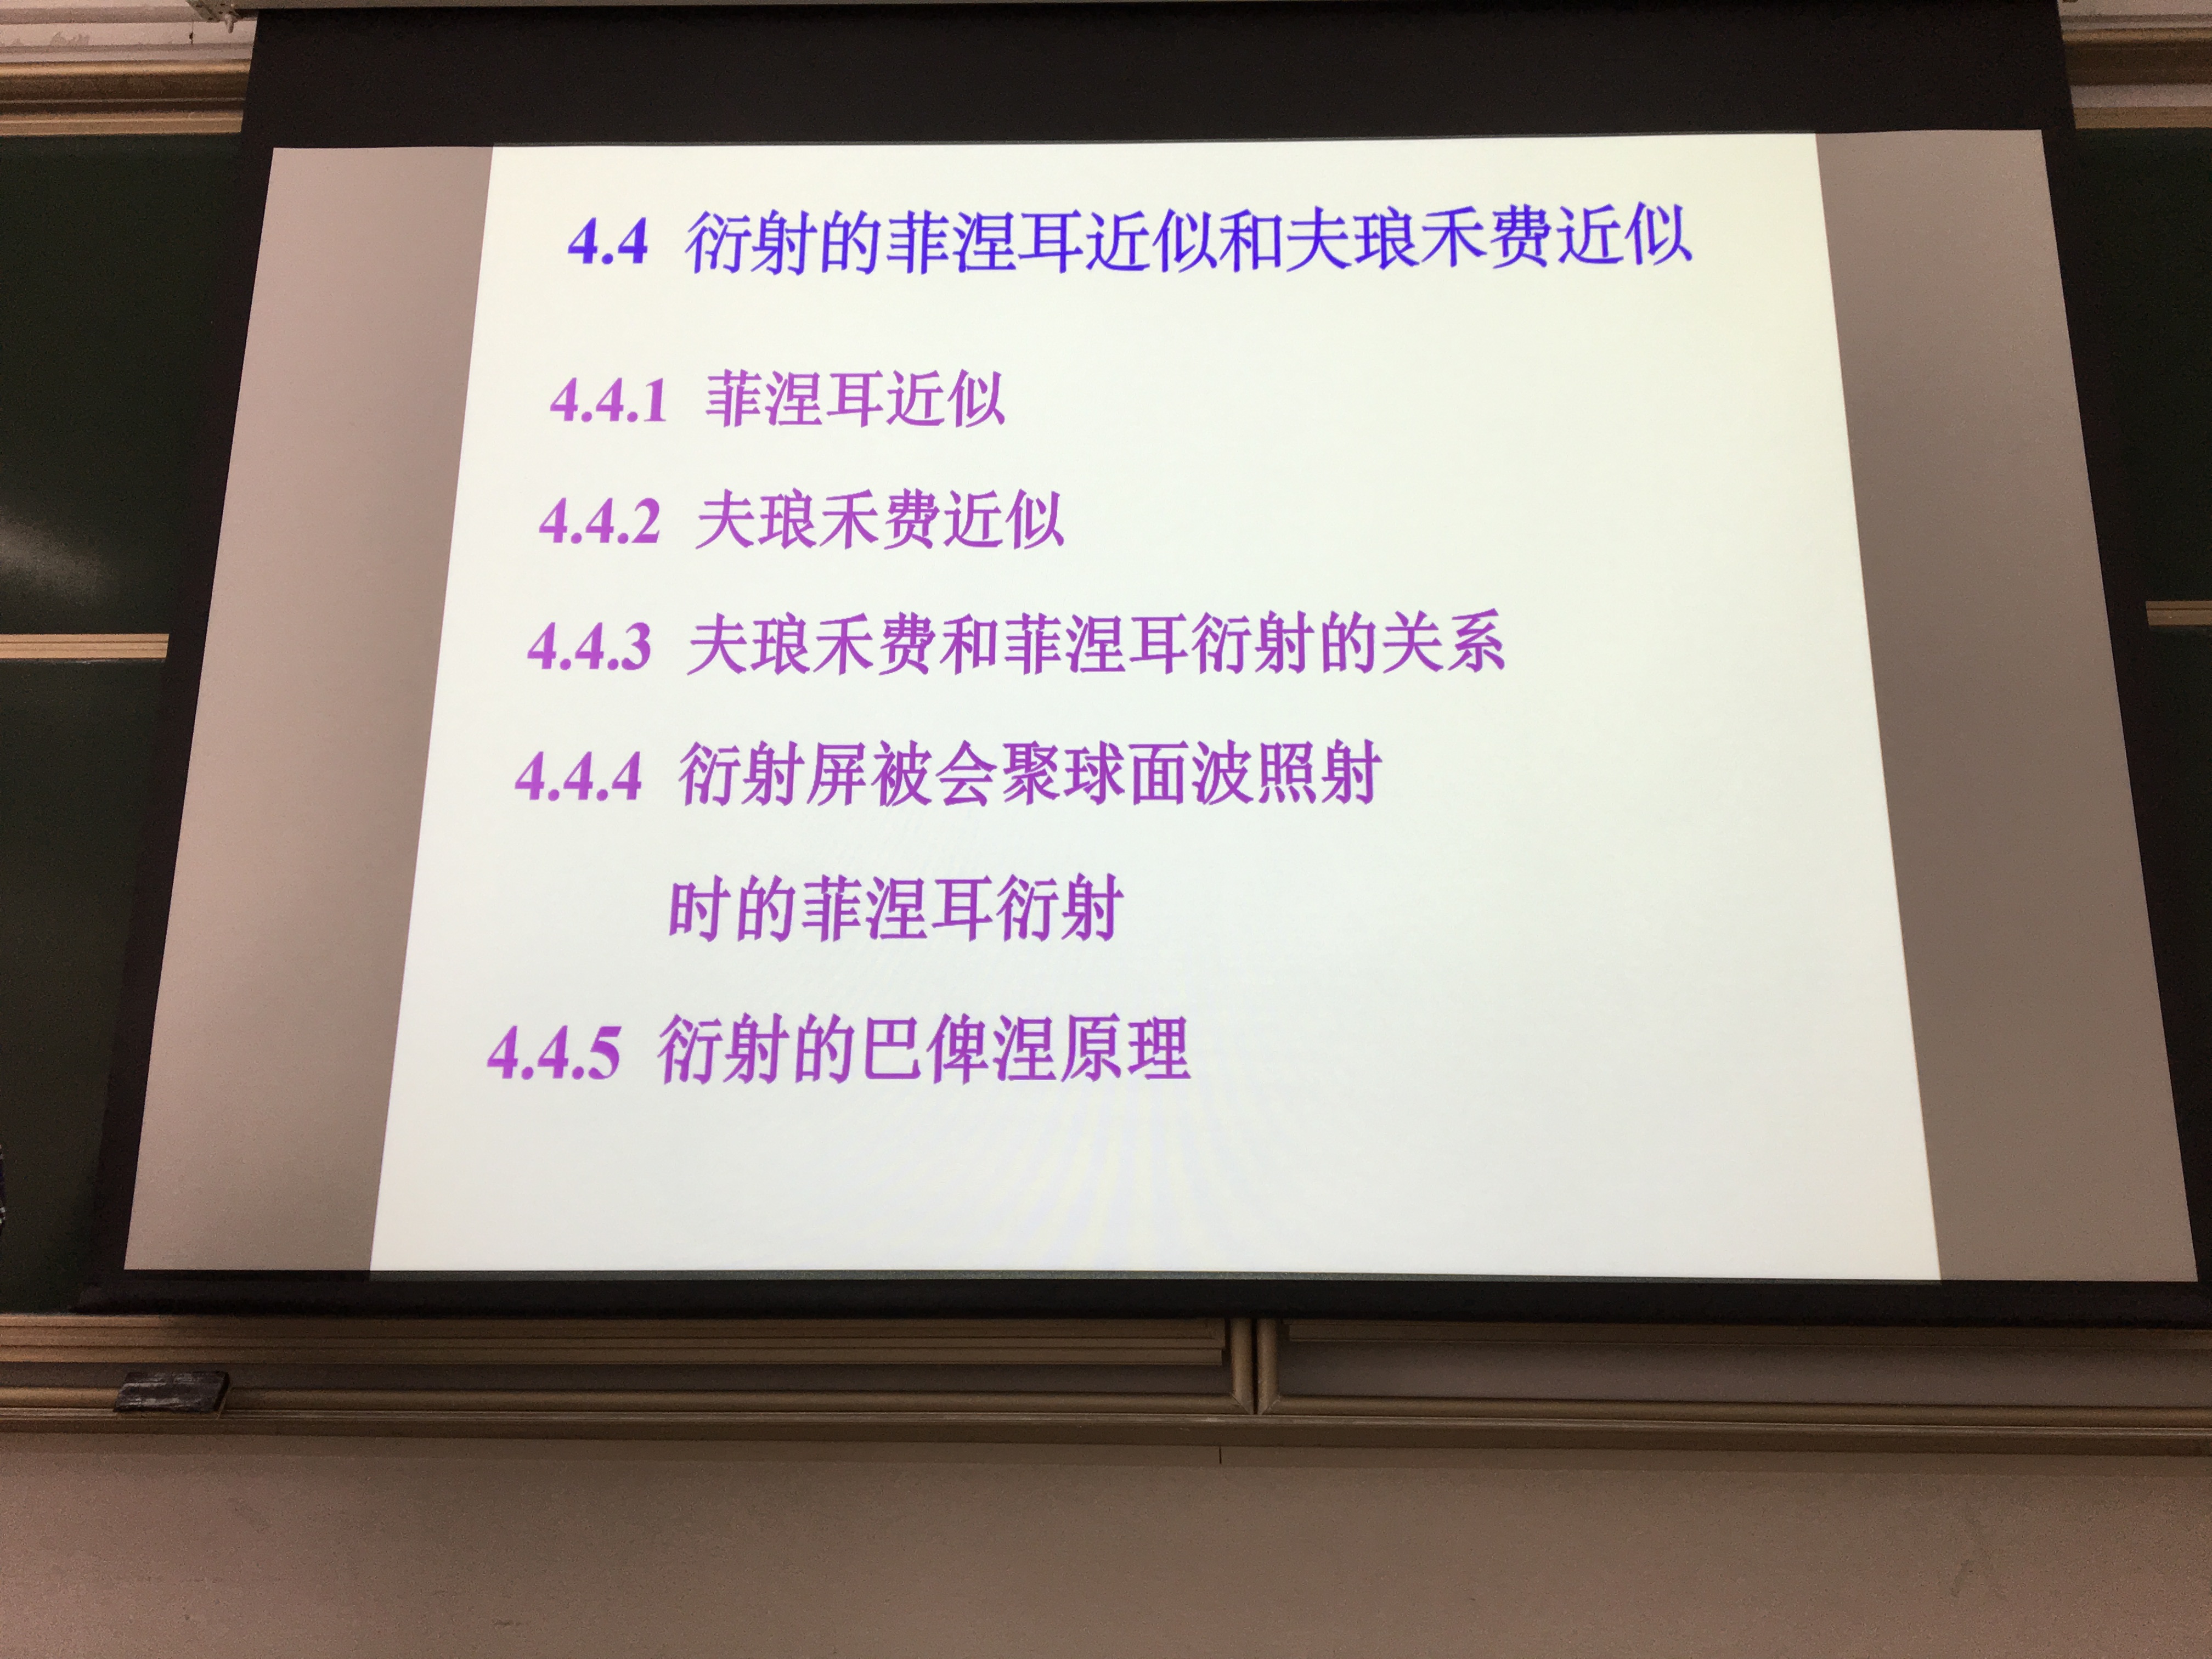 4.4 衍射的菲涅耳近似和夫琅禾费近似
4.4.1 菲涅耳近似
4.4.2 夫琅禾费近似
4.4.3 夫琅禾费和菲涅耳衍射的关系
4.4.4 衍射屏被会聚球面波照射
时的菲涅耳衍射
4.4.5 衍射的巴俾涅原理